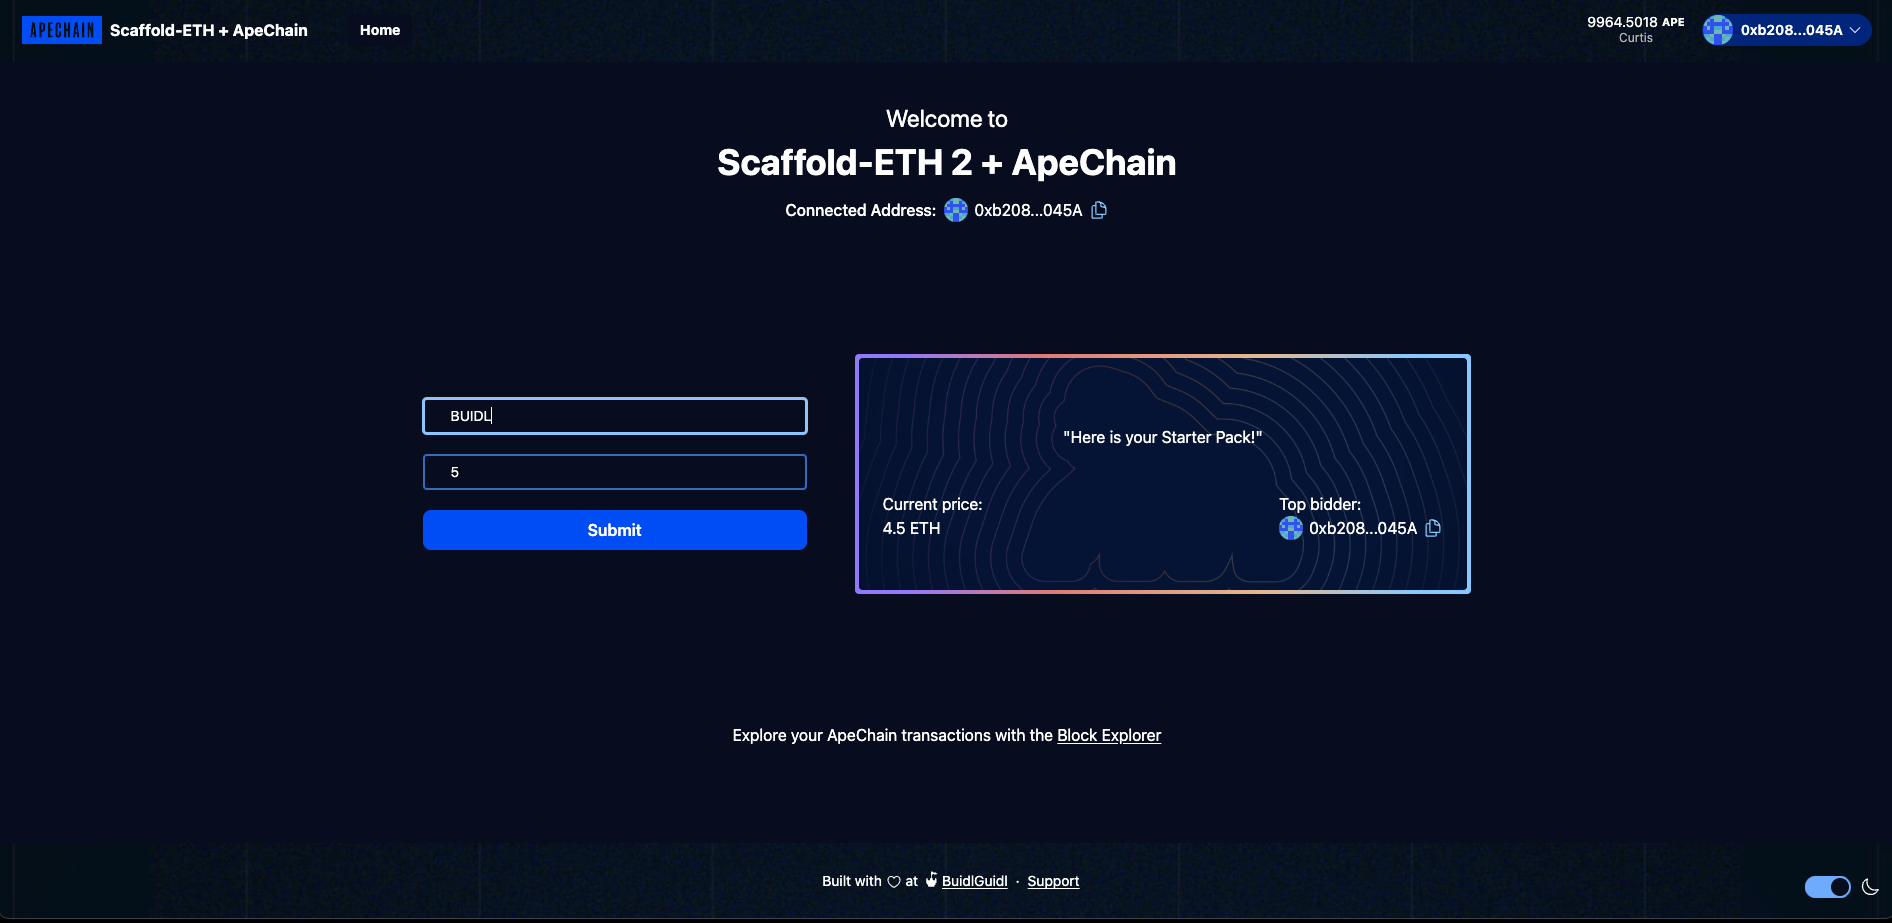 APECHAIN Scaffold-ETH + ApeChain Home 9964.5018 APE 0xb208...045A
Curtis
Welcome to
Scaffold-ETH 2 + ApeChain
Connected Address: 0xb208...045A
BUIDL
5
Submit
"Here is your Starter Pack!"
Current price: Top bidder:
4.5 ETH 0xb208...045A
Explore your ApeChain transactions with the Block Explorer
Built with ♡ at BuidlGuidl · Support